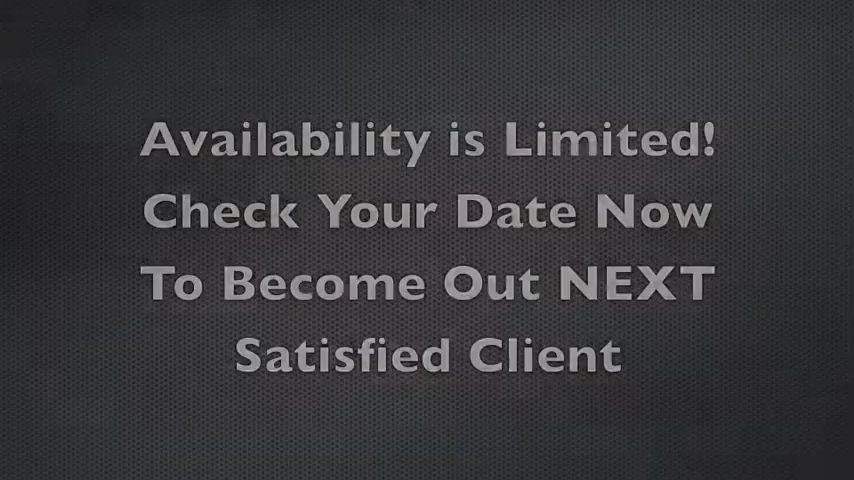 Availability is Limited!
Check Your Date Now
To Become Out NEXT
Satisfied Client